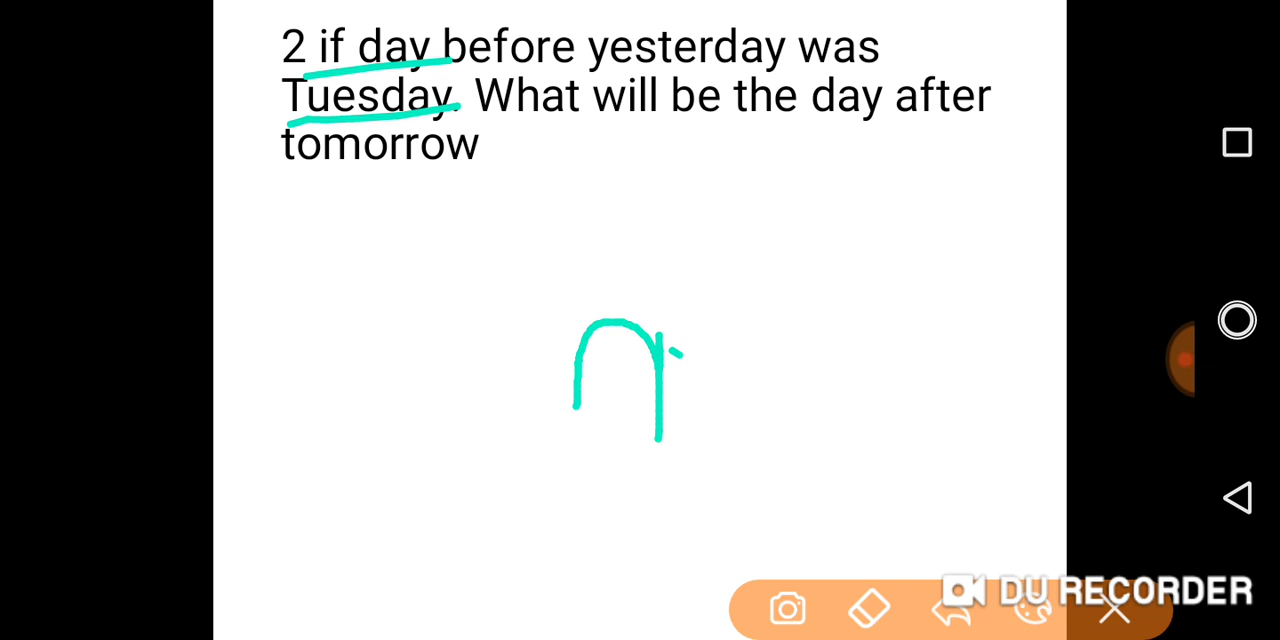 2 if day before yesterday was
Tuesday. What will be the day after
tomorrow
DU RECORDER